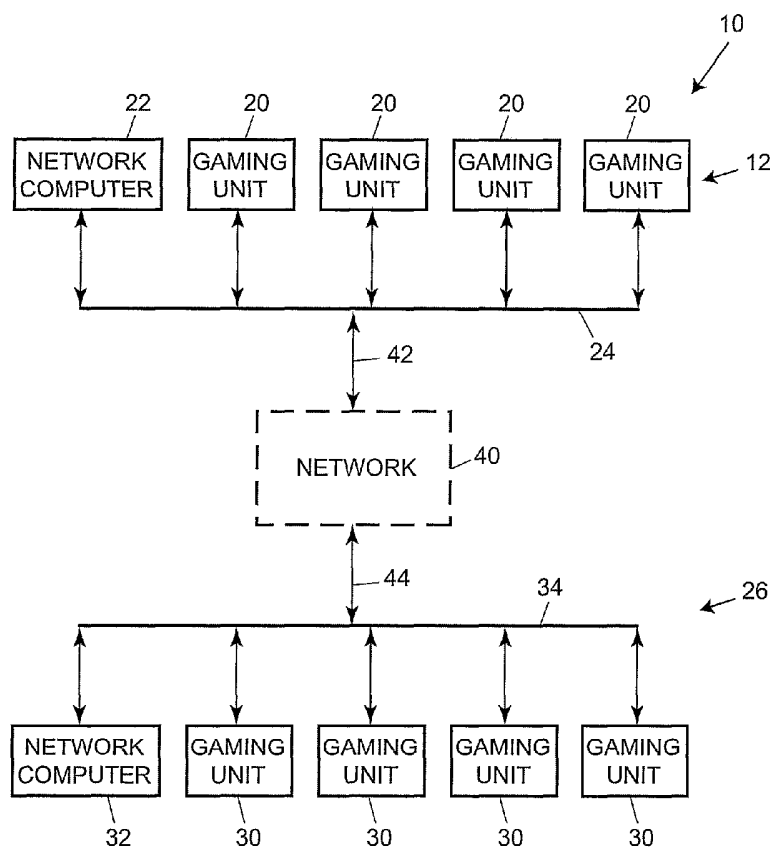 10
22 20 20 20 20
NETWORK COMPUTER GAMING UNIT GAMING UNIT GAMING UNIT GAMING UNIT 12
24
42
NETWORK 40
44
34 26
NETWORK COMPUTER GAMING UNIT GAMING UNIT GAMING UNIT GAMING UNIT
32 30 30 30 30